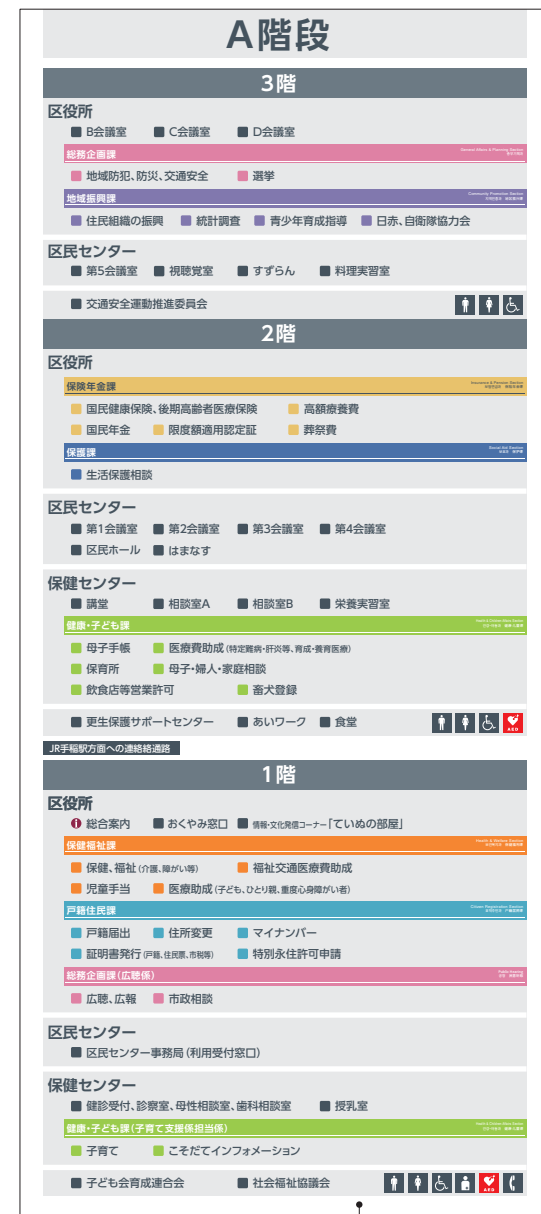 A階段
3階
区役所
B会議室 C会議室 D会議室
総務企画課
地域防犯、防災、交通安全 選挙
地域振興課
住民組織の振興 統計調査 青少年育成指導 日赤、自衛隊協力会
区民センター
第5会議室 視聴覚室 すずらん 料理実習室
交通安全運動推進委員会
2階
区役所
保険年金課 Insurance & Pension Section
国民健康保険、後期高齢者医療保険 高額療養費
国民年金 限度額適用認定証 葬祭費
保護課 Social Aid Section
生活保護相談
区民センター
第1会議室 第2会議室 第3会議室 第4会議室
区民ホール はまなす
保健センター
講堂 相談室A 相談室B 栄養実習室
健康・子ども課
母子手帳 医療費助成(特定難病・肝炎等、育成・養育医療)
保育所 母子・婦人・家庭相談
飲食店等営業許可 畜犬登録
更生保護サポートセンター あいワーク 食堂
AED
JR手稲駅方面への連絡絡通路
1階
区役所
総合案内 おくやみ窓口 情報・文化発信コーナー「ていぬの部屋」
保健福祉課 Health & Welfare Section
保健、福祉(介護、障がい等) 福祉交通医療費助成
児童手当 医療助成(子ども、ひとり親、重度心身障がい者)
戸籍住民課
戸籍届出 住所変更 マイナンバー
証明書発行(戸籍、住民票、市税等) 特別永住許可申請
総務企画課(広聴係) Public Hearing
広聴、広報 市政相談
区民センター
区民センター事務局(利用受付窓口)
保健センター
健診受付、診察室、母性相談室、歯科相談室 授乳室
健康・子ども課(子育て支援係担当係)
子育て こそだてインフォメーション
子ども会育成連合会 社会福祉協議会
AED